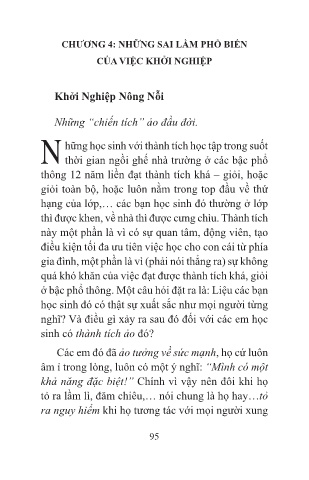 CHƯƠNG 4: NHỮNG SAI LẦM PHỔ BIẾN
CỦA VIỆC KHỞI NGHIỆP
Khởi Nghiệp Nông Nỗi
Những “chiến tích” ảo đầu đời.
Những học sinh với thành tích học tập trong suốt
thời gian ngồi ghế nhà trường ở các bậc phổ
thông 12 năm liền đạt thành tích khá – giỏi, hoặc
giỏi toàn bộ, hoặc luôn nằm trong top đầu về thứ
hạng của lớp,… các bạn học sinh đó thường ở lớp
thì được khen, về nhà thì được cưng chiu. Thành tích
này một phần là vì có sự quan tâm, động viên, tạo
điều kiện tối đa ưu tiên việc học cho con cái từ phía
gia đình, một phần là vì (phải nói thẳng ra) sự không
quá khó khăn của việc đạt được thành tích khá, giỏi
ở bậc phổ thông. Một câu hỏi đặt ra là: Liệu các bạn
học sinh đó có thật sự xuất sắc như mọi người từng
nghĩ? Và điều gì xảy ra sau đó đối với các em học
sinh có thành tích ảo đó?
Các em đó đã ảo tưởng về sức mạnh, họ cứ luôn
âm ỉ trong lòng, luôn có một ý nghĩ: “Mình có một
khả năng đặc biệt!” Chính vì vậy nên đôi khi họ
tỏ ra lầm lì, đăm chiêu,… nói chung là họ hay…tỏ
ra nguy hiểm khi họ tương tác với mọi người xung
95